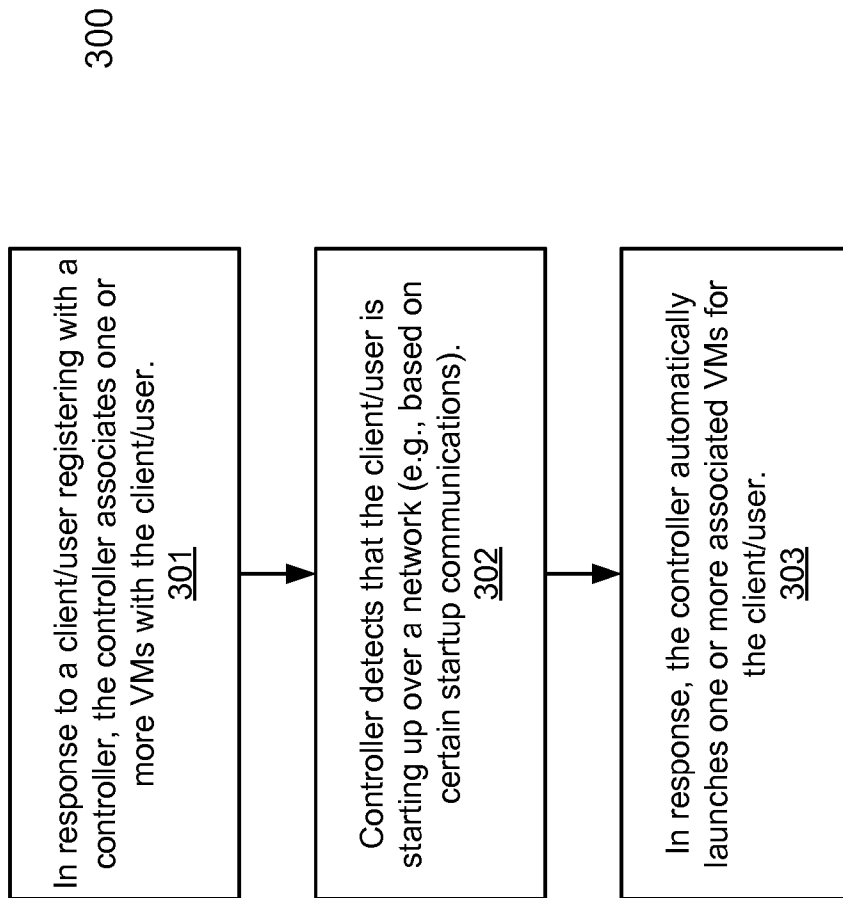 300
In response to a client/user registering with a
controller, the controller associates one or
more VMs with the client/user.
301
Controller detects that the client/user is
starting up over a network (e.g., based on
certain startup communications).
302
In response, the controller automatically
launches one or more associated VMs for
the client/user.
303